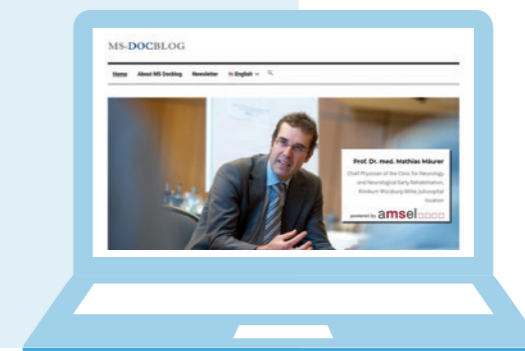 MS-DOCBLOG
Home About MS Docblog Newsletter English
Prof. Dr. med. Mathias Mäurer
Chief Physician of the Clinic for Neurology
and Neurological Early Rehabilitation,
Klinikum Würzburg Mitte, Juliusspital
location
powered by amsel